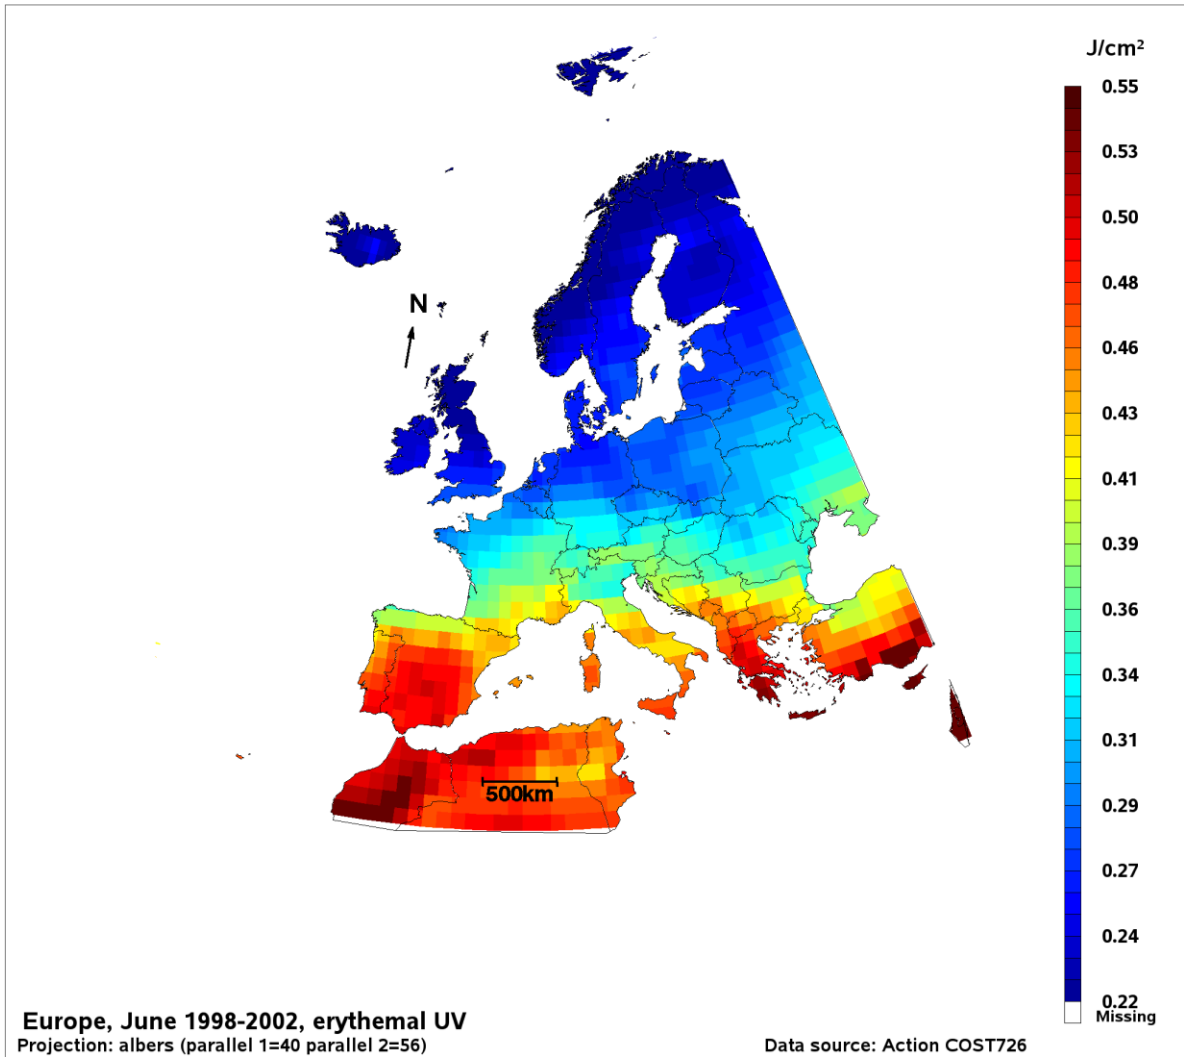 J/cm²
0.55
0.53
0.50
0.48
0.46
0.43
0.41
0.39
0.36
0.34
0.31
0.29
0.27
0.24
0.22
Missing
N
500km
Europe, June 1998-2002, erythemal UV
Projection: albers (parallel 1=40 parallel 2=56)
Data source: Action COST726